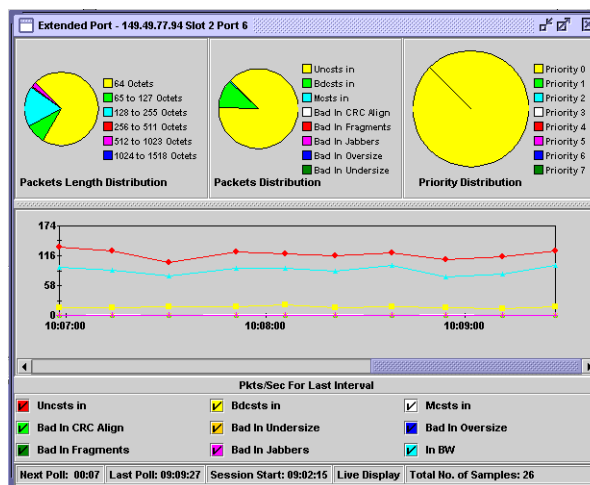 Extended Port - 149.49.77.94 Slot 2 Port 6
64 Octets
65 to 127 Octets
128 to 255 Octets
256 to 511 Octets
512 to 1023 Octets
1024 to 1518 Octets
Packets Length Distribution
Uncsts in
Bdcsts in
Mcsts in
Bad In CRC Align
Bad In Fragments
Bad In Jabbers
Bad In Oversize
Bad In Undersize
Packets Distribution
Priority 0
Priority 1
Priority 2
Priority 3
Priority 4
Priority 5
Priority 6
Priority 7
Priority Distribution
174
116
58
0
10:07:00 10:08:00 10:09:00
Pkts/Sec For Last Interval
Uncsts in Bdcsts in Mcsts in
Bad In CRC Align Bad In Undersize Bad In Oversize
Bad In Fragments Bad In Jabbers In BW
Next Poll: 00:07 Last Poll: 09:09:27 Session Start: 09:02:15 Live Display Total No. of Samples: 26